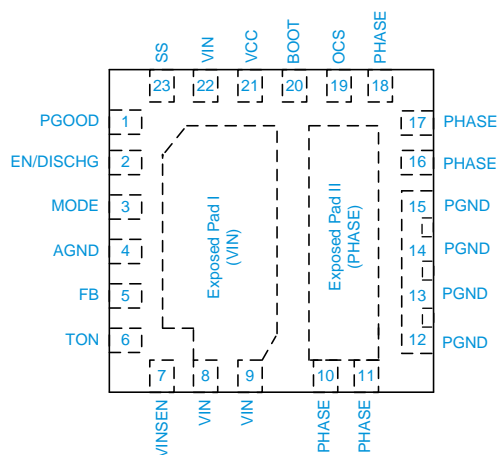 SS VIN VCC BOOT OCS PHASE
23 22 21 20 19 18
PGOOD 1
EN/DISCHG 2
MODE 3
AGND 4
FB 5
TON 6
Exposed Pad I
(VIN)
Exposed Pad II
(PHASE)
17 PHASE
16 PHASE
15 PGND
14 PGND
13 PGND
12 PGND
7 8 9 10 11
VINSEN VIN VIN PHASE PHASE